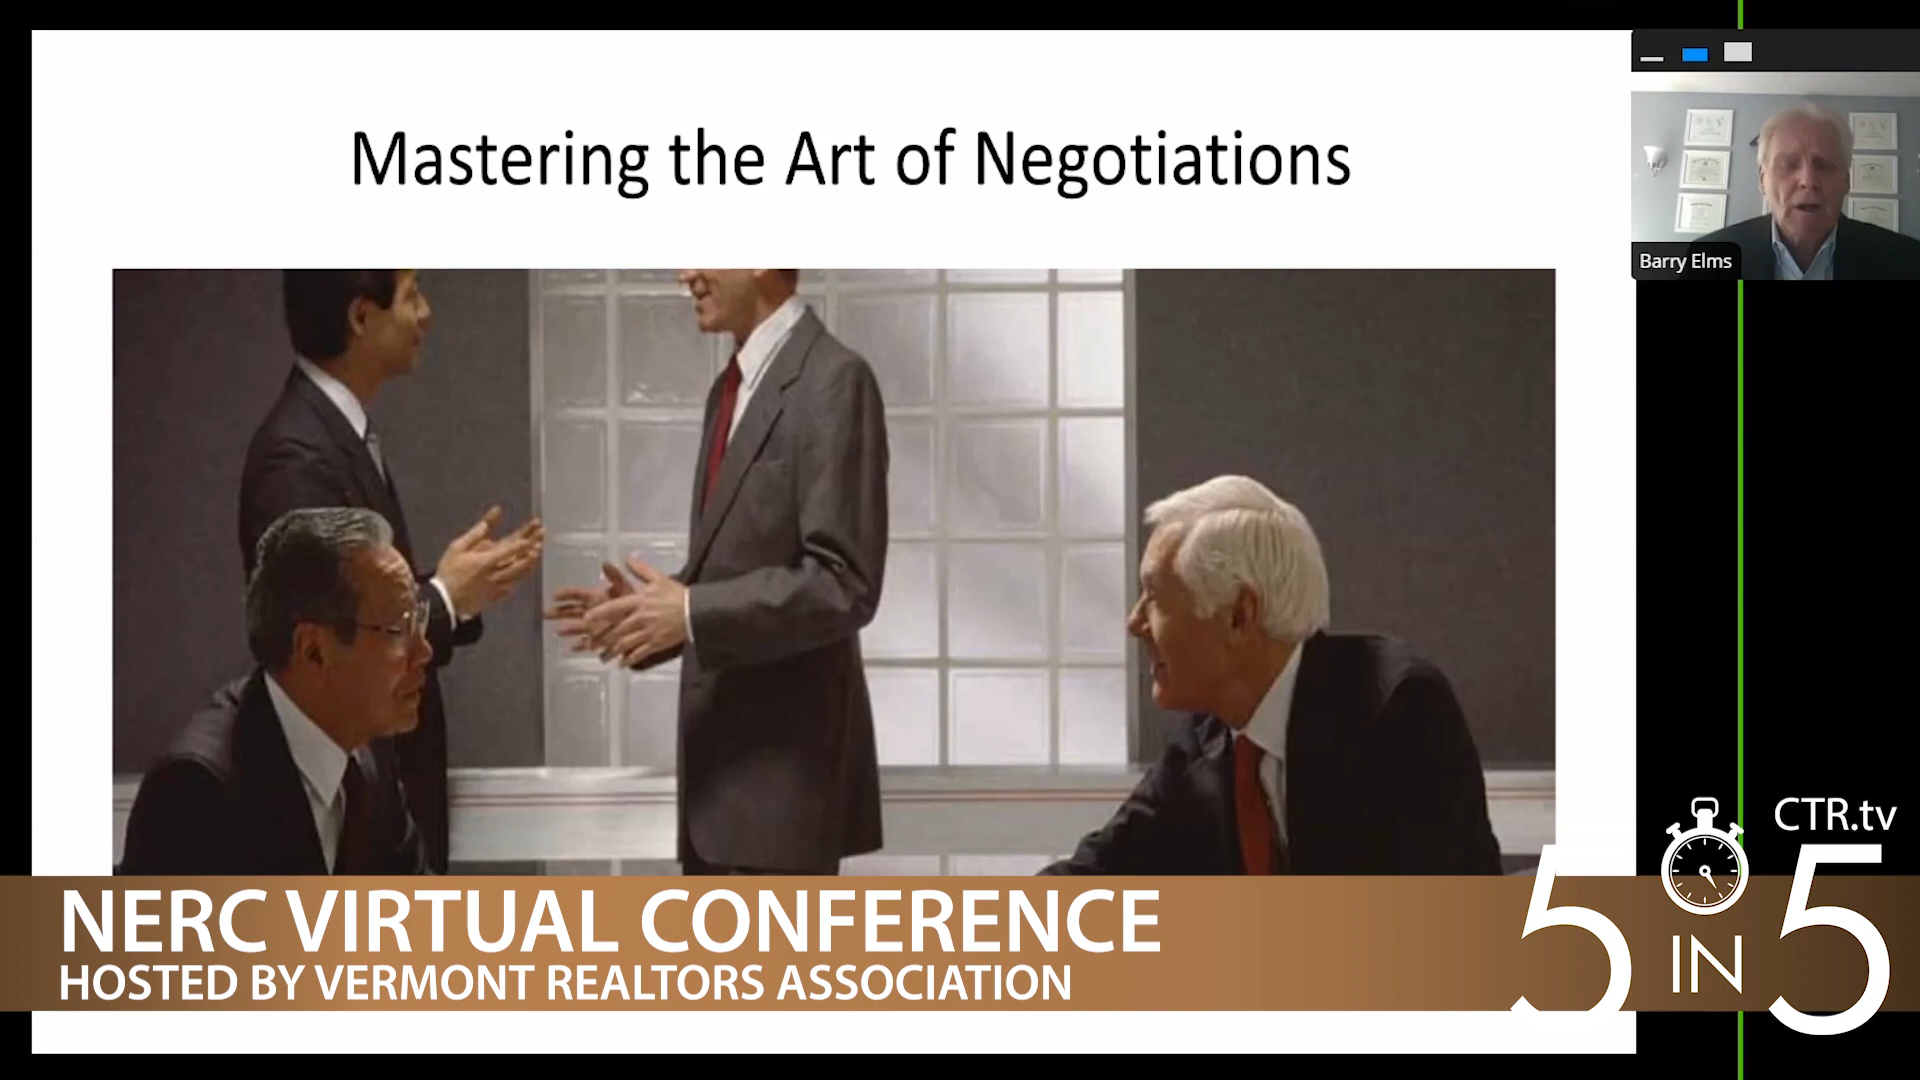 Mastering the Art of Negotiations
Barry Elms
CTR.tv
5 IN 5
NERC VIRTUAL CONFERENCE
HOSTED BY VERMONT REALTORS ASSOCIATION